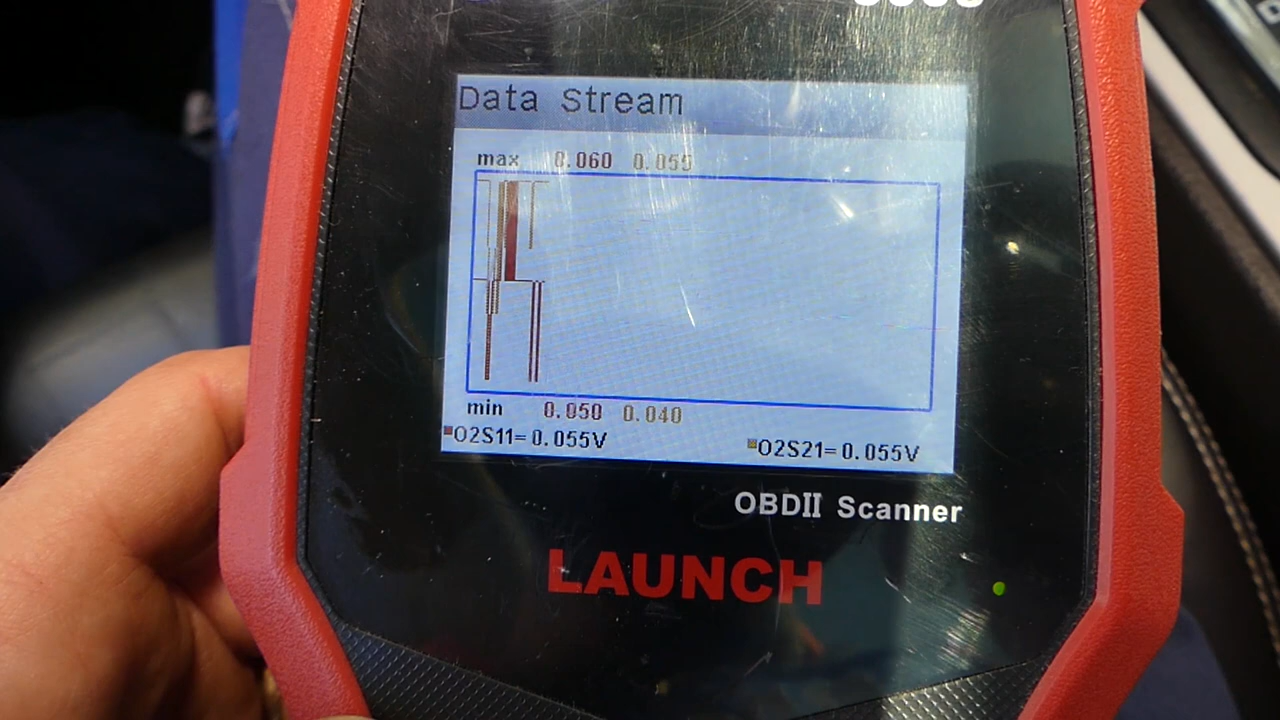 Data Stream
max 0.060 0.055
min 0.050 0.040
O2S11=0.055V O2S21=0.055V
OBDII Scanner
LAUNCH